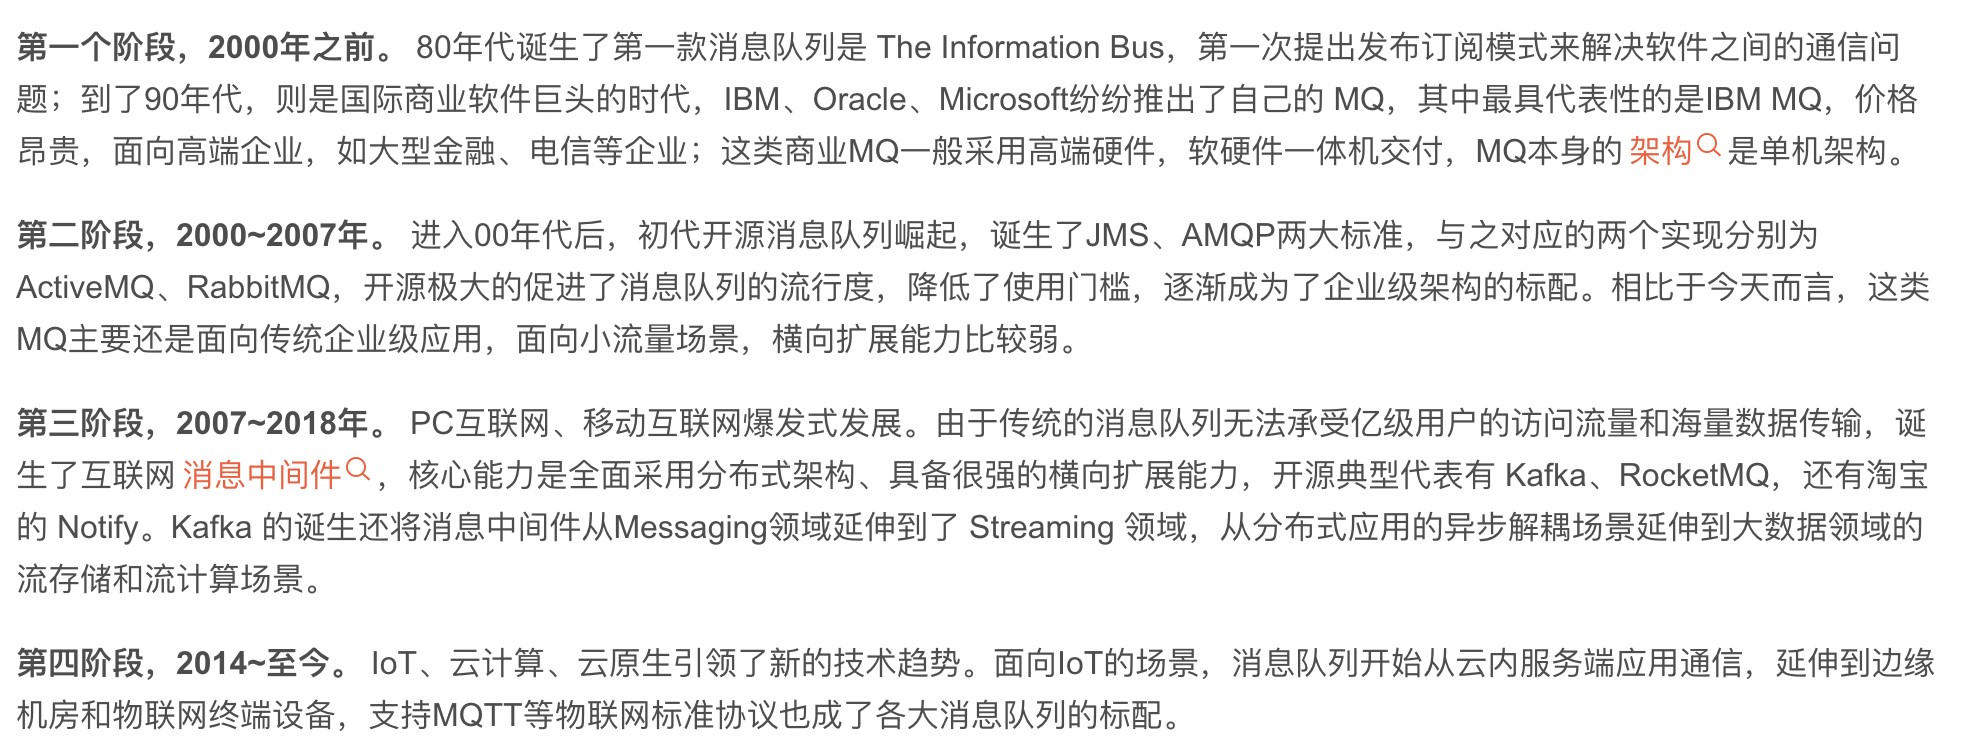 第一个阶段，2000年之前。 80年代诞生了第一款消息队列是 The Information Bus，第一次提出发布订阅模式来解决软件之间的通信问
题；到了90年代，则是国际商业软件巨头的时代，IBM、Oracle、Microsoft纷纷推出了自己的 MQ，其中最具代表性的是IBM MQ，价格
昂贵，面向高端企业，如大型金融、电信等企业；这类商业MQ一般采用高端硬件，软硬件一体机交付，MQ本身的 架构 是单机架构。
第二阶段，2000~2007年。 进入00年代后，初代开源消息队列崛起，诞生了JMS、AMQP两大标准，与之对应的两个实现分别为
ActiveMQ、RabbitMQ，开源极大的促进了消息队列的流行度，降低了使用门槛，逐渐成为了企业级架构的标配。相比于今天而言，这类
MQ主要还是面向传统企业级应用，面向小流量场景，横向扩展能力比较弱。
第三阶段，2007~2018年。 PC互联网、移动互联网爆发式发展。由于传统的消息队列无法承受亿级用户的访问流量和海量数据传输，诞
生了互联网 消息中间件 ，核心能力是全面采用分布式架构、具备很强的横向扩展能力，开源典型代表有 Kafka、RocketMQ，还有淘宝
的 Notify。Kafka 的诞生还将消息中间件从Messaging领域延伸到了 Streaming 领域，从分布式应用的异步解耦场景延伸到大数据领域的
流存储和流计算场景。
第四阶段，2014~至今。 IoT、云计算、云原生引领了新的技术趋势。面向IoT的场景，消息队列开始从云内服务端应用通信，延伸到边缘
机房和物联网终端设备，支持MQTT等物联网标准协议也成了各大消息队列的标配。